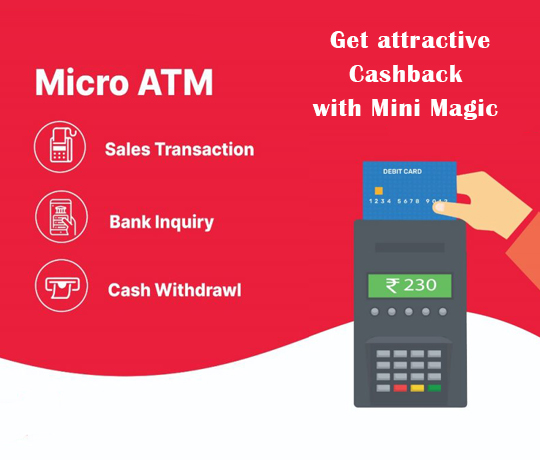 Get attractive
Cashback
with Mini Magic
Micro ATM
Sales Transaction
Bank Inquiry
Cash Withdrawl
DEBIT CARD
1234 5678
₹ 230